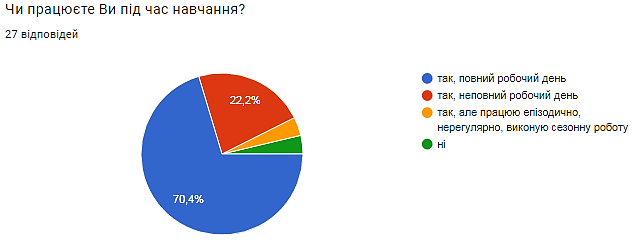 Чи працюєте Ви під час навчання?
27 відповідей
22,2%
70,4%
так, повний робочий день
так, неповний робочий день
так, але працюю епізодично,
нерегулярно, виконую сезонну роботу
ні